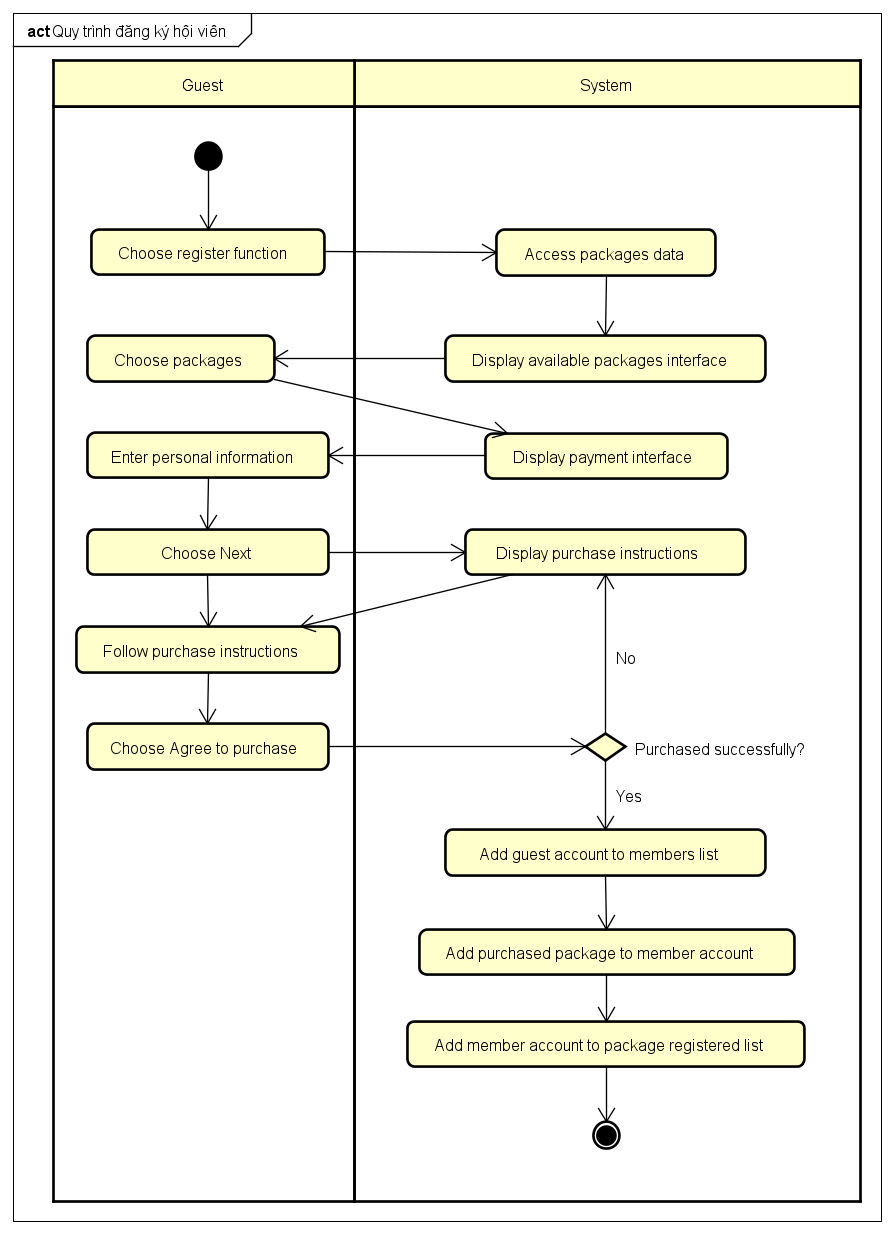 act Quy trình đăng ký hội viên
Guest
System
Choose register function
Access packages data
Choose packages
Display available packages interface
Enter personal information
Display payment interface
Choose Next
Display purchase instructions
Follow purchase instructions
No
Choose Agree to purchase
Purchased successfully?
Yes
Add guest account to members list
Add purchased package to member account
Add member account to package registered list